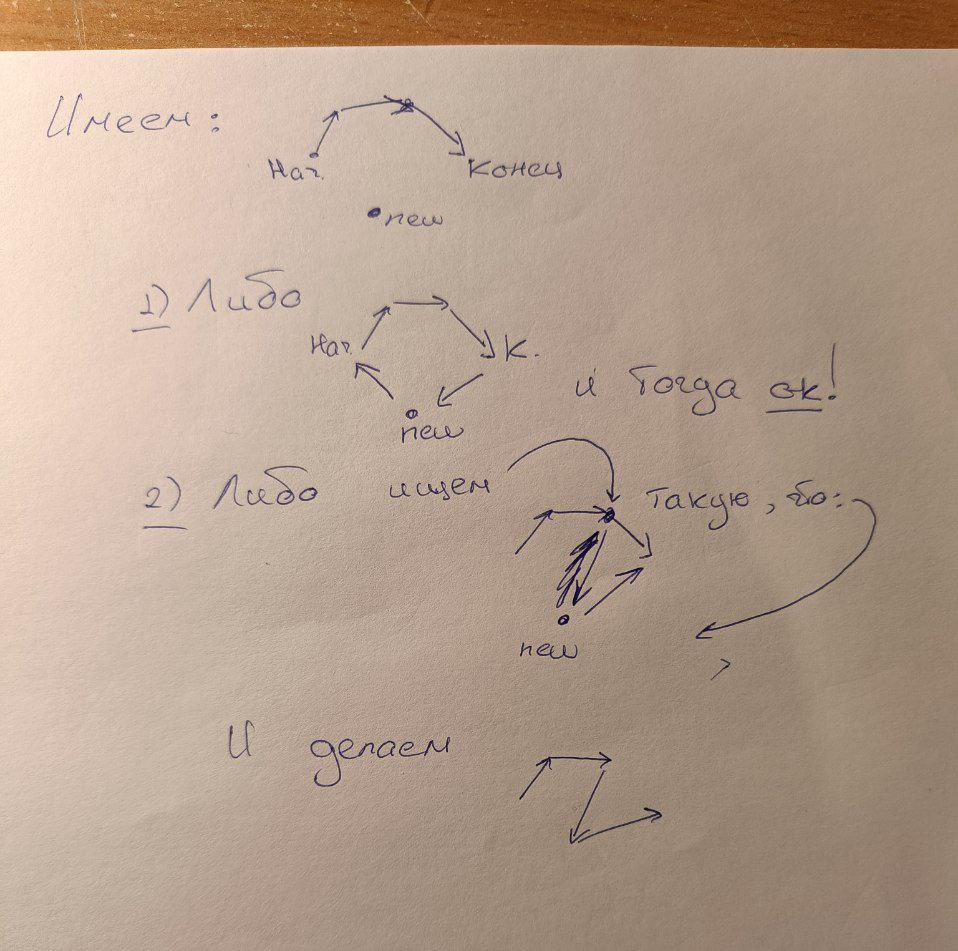 Имеем:
Нач. Конец
new
1) Либо
Нач. К.
new
и тогда ок!
2) Либо ищем такую, что:
new
И делаем